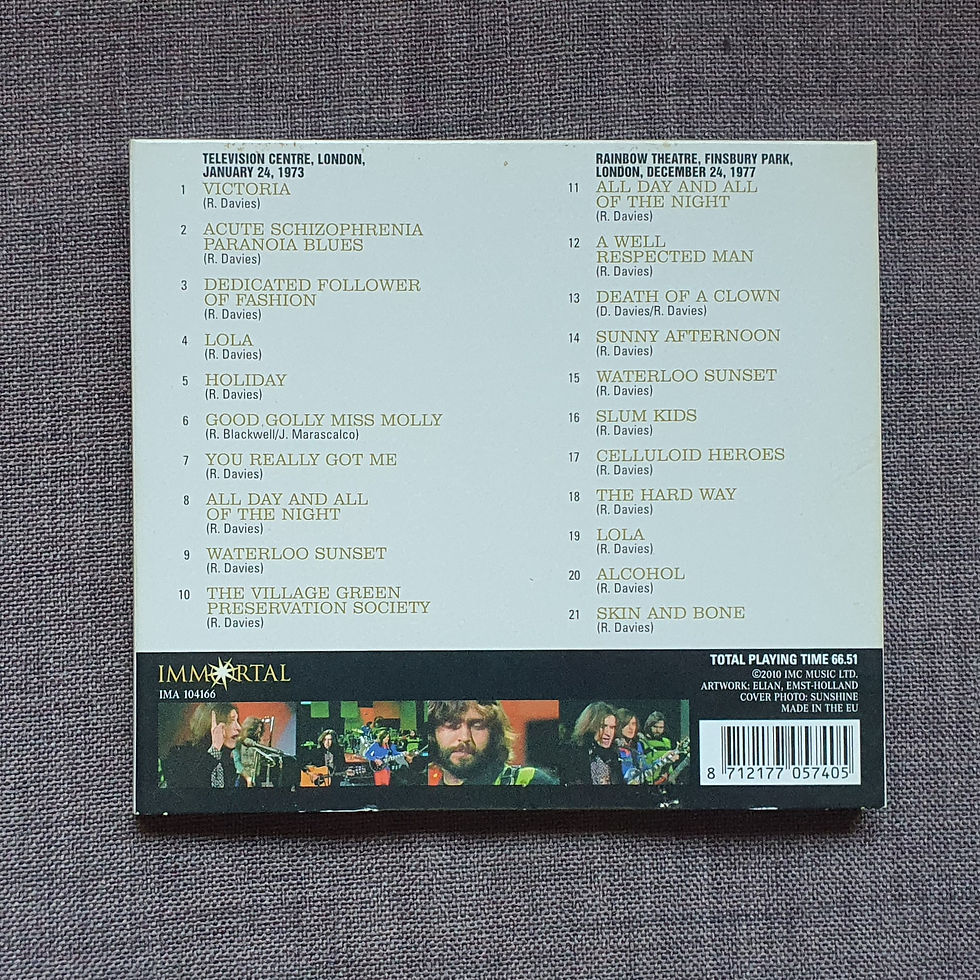 TELEVISION CENTRE, LONDON,
JANUARY 24, 1973
1 VICTORIA
(R. Davies)
2 ACUTE SCHIZOPHRENIA
PARANOIA BLUES
(R. Davies)
3 DEDICATED FOLLOWER
OF FASHION
(R. Davies)
4 LOLA
(R. Davies)
5 HOLIDAY
(R. Davies)
6 GOOD GOLLY MISS MOLLY
(R. Blackwell/J. Marascalco)
7 YOU REALLY GOT ME
(R. Davies)
8 ALL DAY AND ALL
OF THE NIGHT
(R. Davies)
9 WATERLOO SUNSET
(R. Davies)
10 THE VILLAGE GREEN
PRESERVATION SOCIETY
(R. Davies)
RAINBOW THEATRE, FINSBURY PARK,
LONDON, DECEMBER 24, 1977
11 ALL DAY AND ALL
OF THE NIGHT
(R. Davies)
12 A WELL
RESPECTED MAN
(R. Davies)
13 DEATH OF A CLOWN
(D. Davies/R. Davies)
14 SUNNY AFTERNOON
(R. Davies)
15 WATERLOO SUNSET
(R. Davies)
16 SLUM KIDS
(R. Davies)
17 CELLULOID HEROES
(R. Davies)
18 THE HARD WAY
(R. Davies)
19 LOLA
(R. Davies)
20 ALCOHOL
(R. Davies)
21 SKIN AND BONE
(R. Davies)
IMMORTAL
IMA 104166
TOTAL PLAYING TIME 66.51
©2010 IMC MUSIC LTD.
ARTWORK: ELIAN, EMST-HOLLAND
COVER PHOTO: SUNSHINE
MADE IN THE EU
8 712177 057405